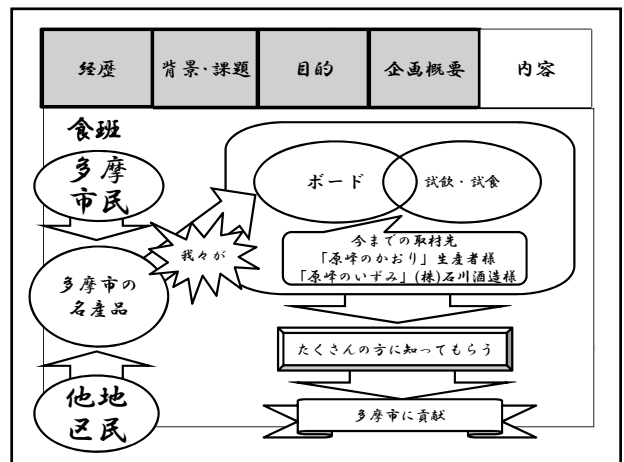 経歴
背景・課題
目的
企画概要
内容
食班
多摩
市民
ボード
試飲・試食
我々が
今までの取材先
「原峰のかおり」生産者様
「原峰のいずみ」(株)石川酒造様
多摩市の
名産品
たくさんの方に知ってもらう
他地
区民
多摩市に貢献